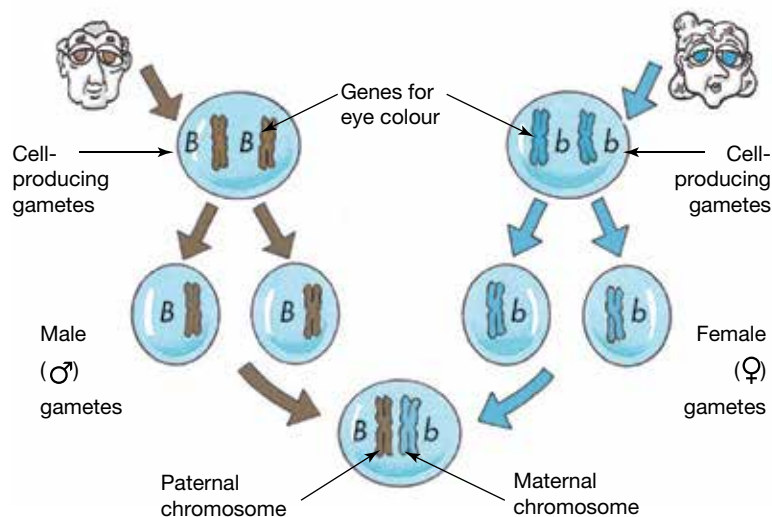 Genes for
eye colour
B B
b b
Cell-
producing
gametes
Cell-
producing
gametes
B
B
b
b
Male
(♂)
gametes
Female
(♀)
gametes
B b
Paternal
chromosome
Maternal
chromosome